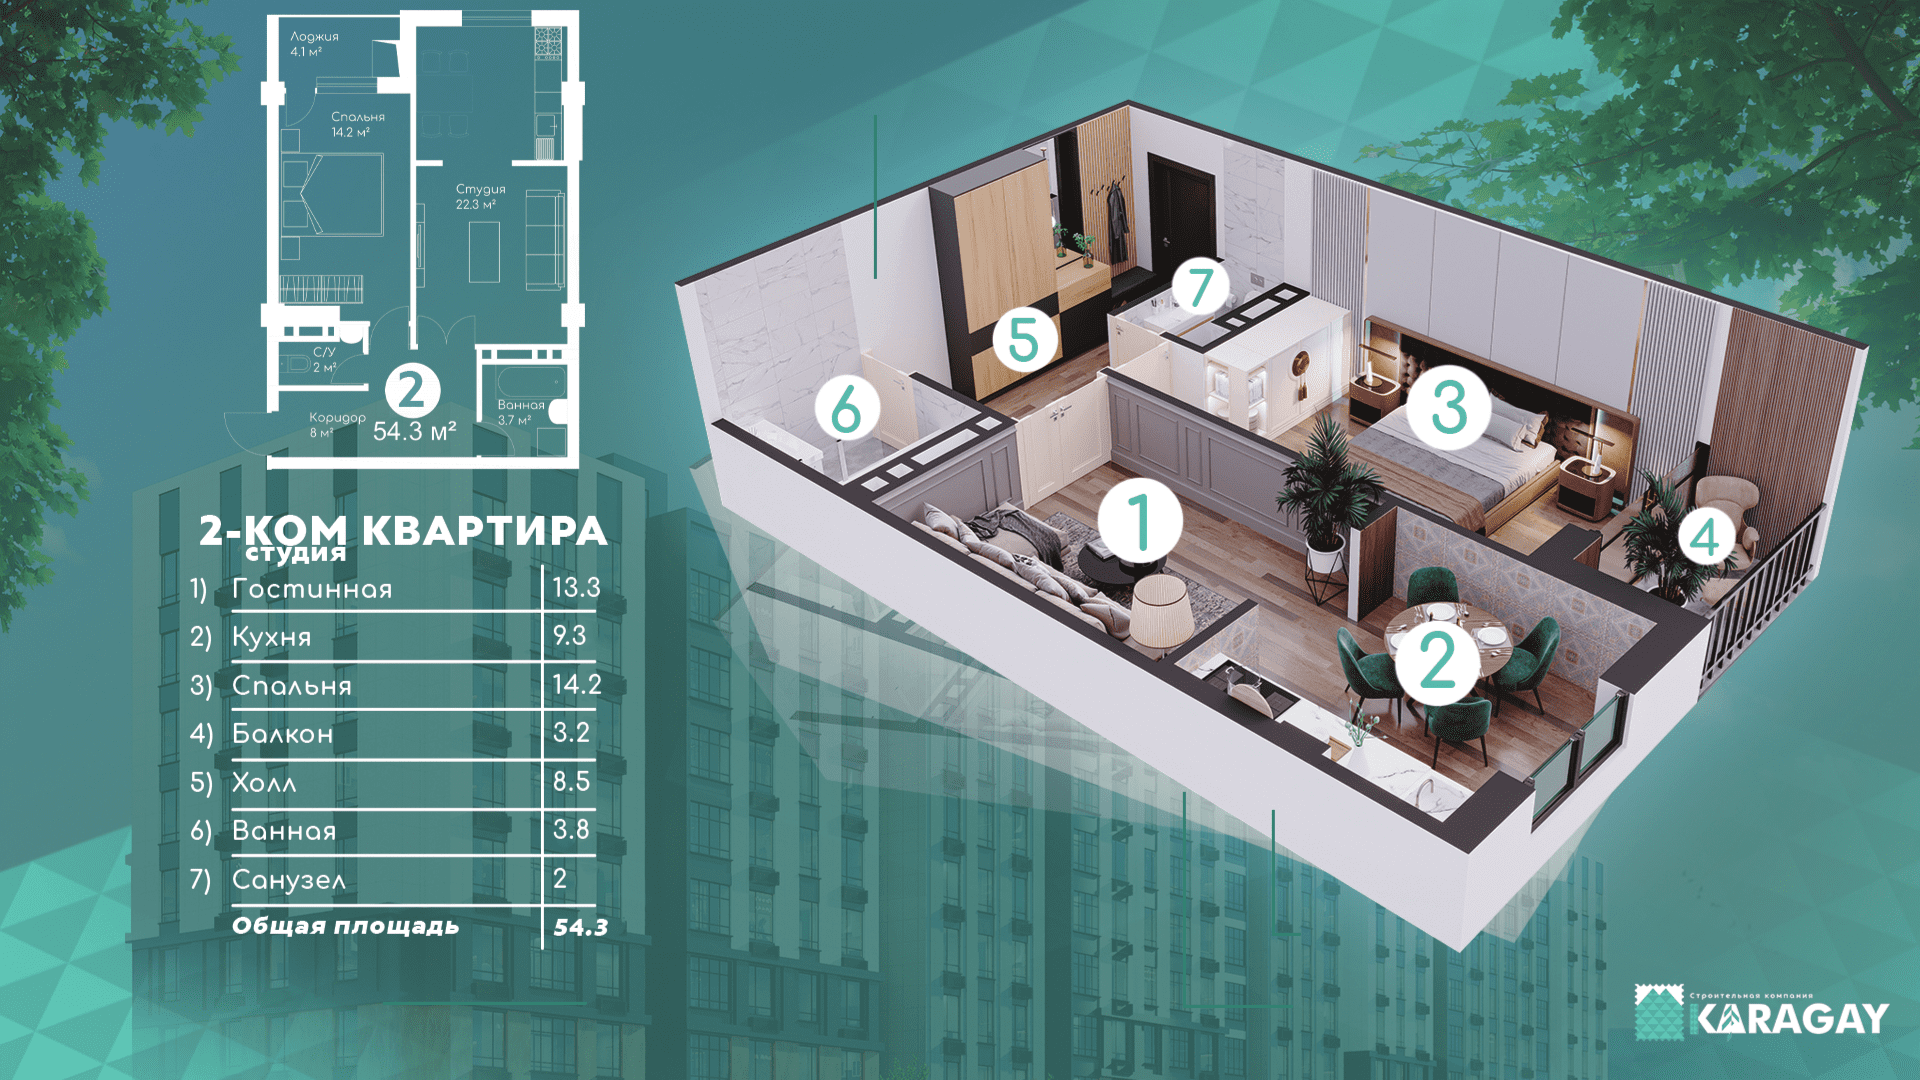 Лоджия
4.1 м²
Спальня
14.2 м²
Студия
22.3 м²
С/У
2 м²
2
Коридор
8 м²
54.3 м²
Ванная
3.7 м²
2-КОМ КВАРТИРА
студия
1) Гостинная 13.3
2) Кухня 9.3
3) Спальня 14.2
4) Балкон 3.2
5) Холл 8.5
6) Ванная 3.8
7) Санузел 2
Общая площадь 54.3
7
5
6
3
1
4
2
Строительная компания
KARAGAY